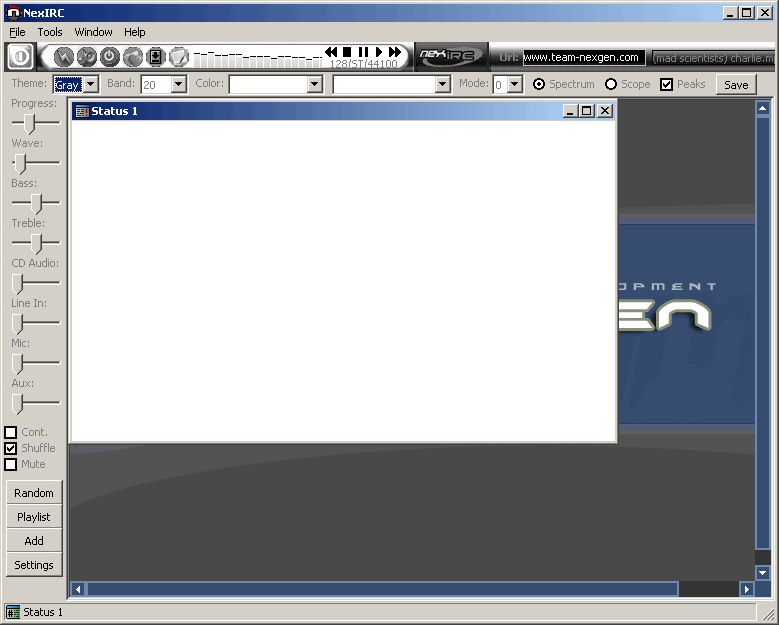 NexIRC
File Tools Window Help
128/ST/44100
NEXIRC
Url: www.team-nexgen.com
(mad scientists) charlie.m
Theme: Gray Band: 20 Color: Mode: 0 Spectrum Scope Peaks Save
Progress:
Wave:
Bass:
Treble:
CD Audio:
Line In:
Mic:
Aux:
Cont.
Shuffle
Mute
Random
Playlist
Add
Settings
Status 1
OPMENT
EN
Status 1